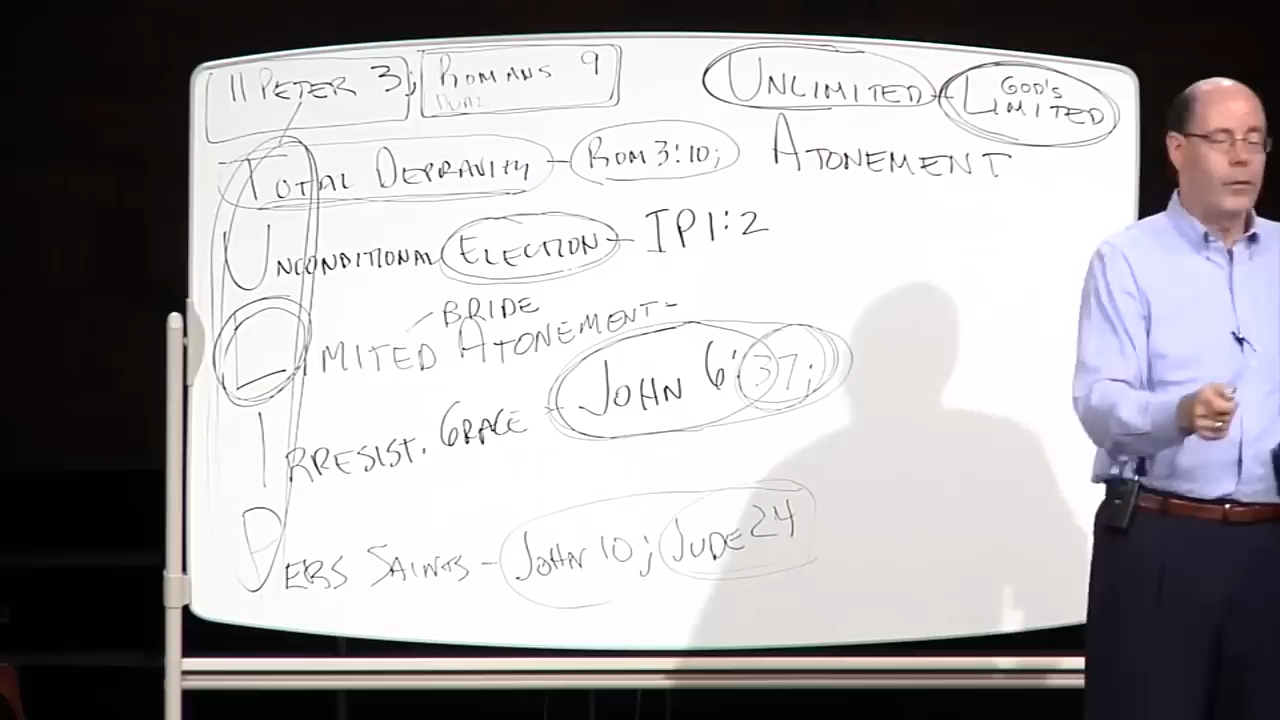 II PETER 3; ROMANS 9
UNLIMITED - GOD'S LIMITED
ATONEMENT
TOTAL DEPRAVITY - ROM 3:10;
UNCONDITIONAL ELECTION - I P 1:2
- BRIDE
LIMITED ATONEMENT -
IRRESIST. GRACE - JOHN 6:37;
PERS SAINTS - JOHN 10; JUDE 24